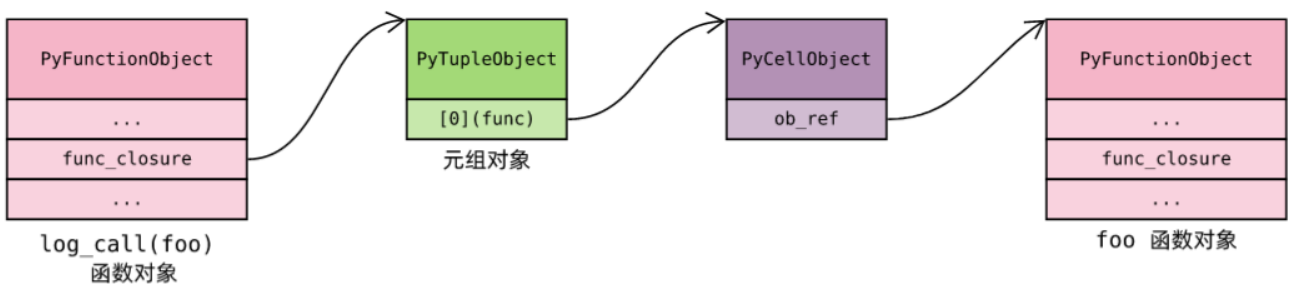 PyFunctionObject
...
func_closure
...
log_call(foo)
函数对象
PyTupleObject
[0](func)
元组对象
PyCellObject
ob_ref
PyFunctionObject
...
func_closure
...
foo 函数对象